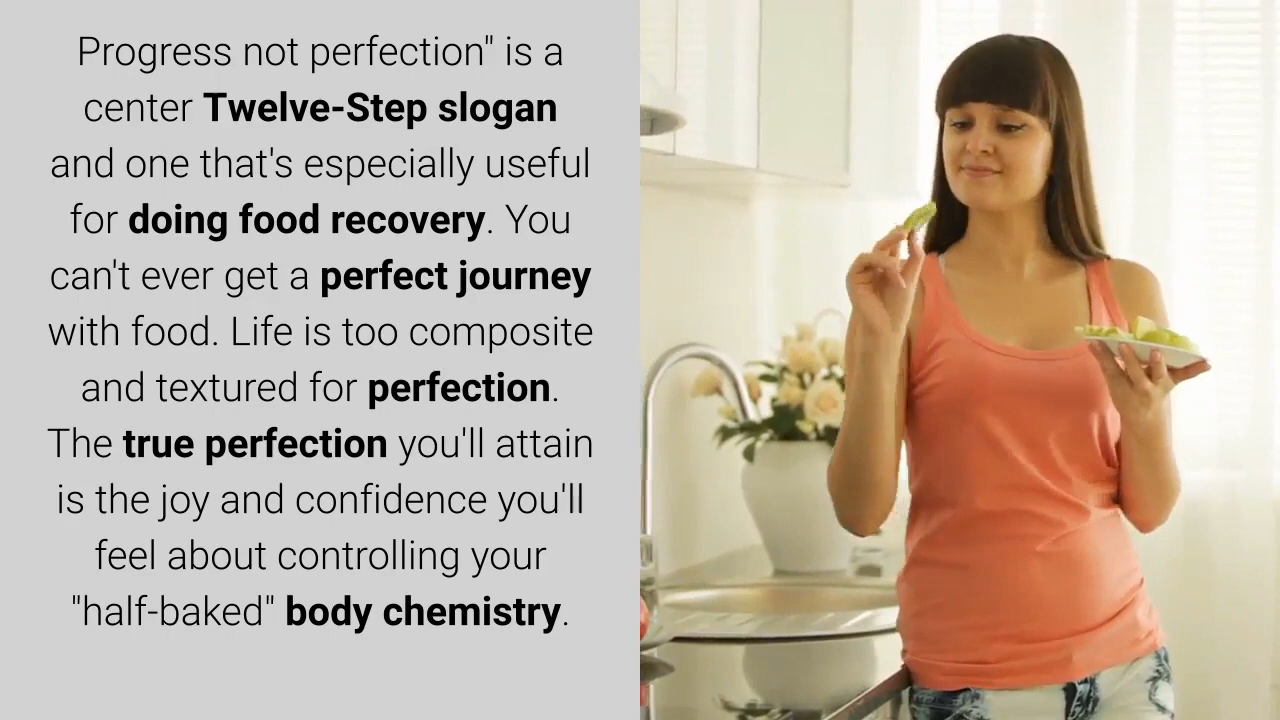 Progress not perfection" is a
center Twelve-Step slogan
and one that's especially useful
for doing food recovery. You
can't ever get a perfect journey
with food. Life is too composite
and textured for perfection.
The true perfection you'll attain
is the joy and confidence you'll
feel about controlling your
"half-baked" body chemistry.